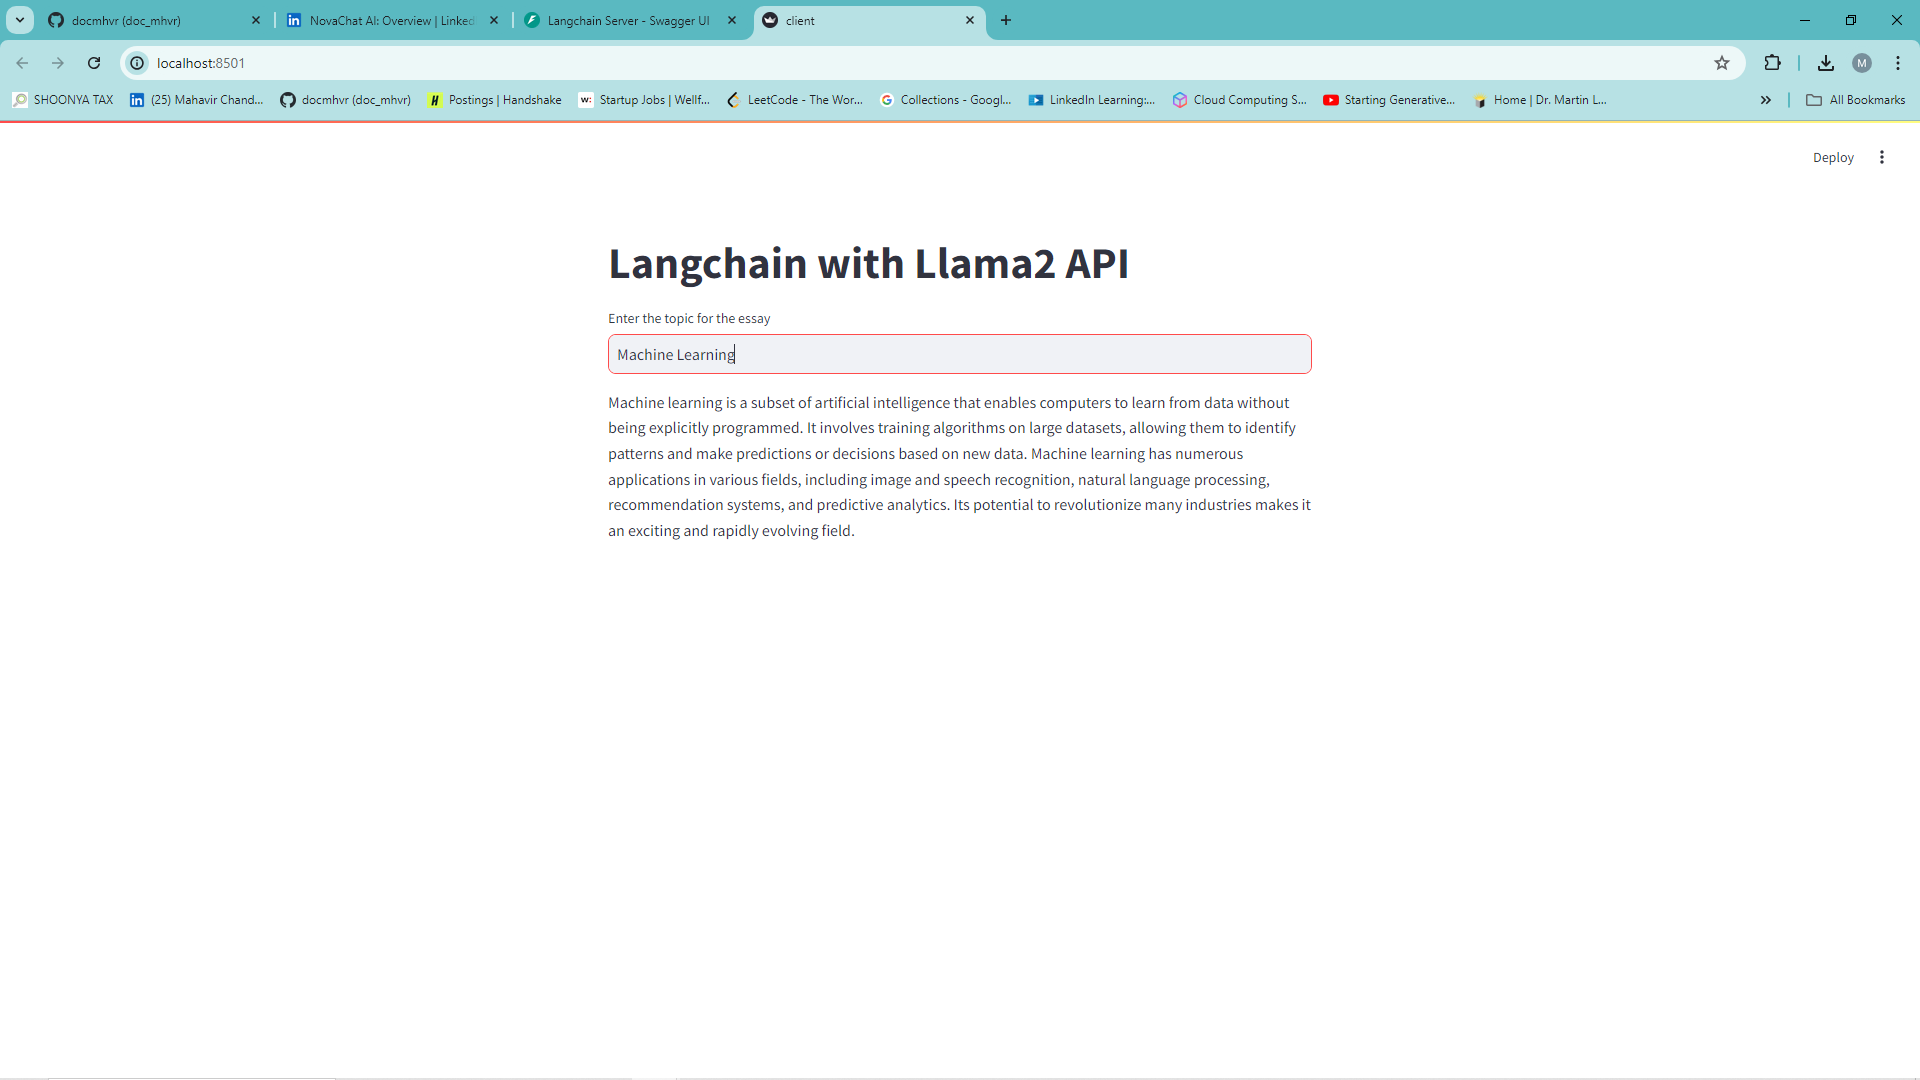 docmhvr (doc_mhvr)
NovaChat AI: Overview | Linked
Langchain Server - Swagger UI
client
localhost:8501
M
SHOONYA TAX
(25) Mahavir Chand...
docmhvr (doc_mhvr)
Postings | Handshake
w:
Startup Jobs | Wellf...
LeetCode - The Wor...
Collections - Googl...
LinkedIn Learning:...
Cloud Computing S...
Starting Generative...
Home | Dr. Martin L...
All Bookmarks
Deploy
Langchain with Llama2 API
Enter the topic for the essay
Machine Learning
Machine learning is a subset of artificial intelligence that enables computers to learn from data without
being explicitly programmed. It involves training algorithms on large datasets, allowing them to identify
patterns and make predictions or decisions based on new data. Machine learning has numerous
applications in various fields, including image and speech recognition, natural language processing,
recommendation systems, and predictive analytics. Its potential to revolutionize many industries makes it
an exciting and rapidly evolving field.